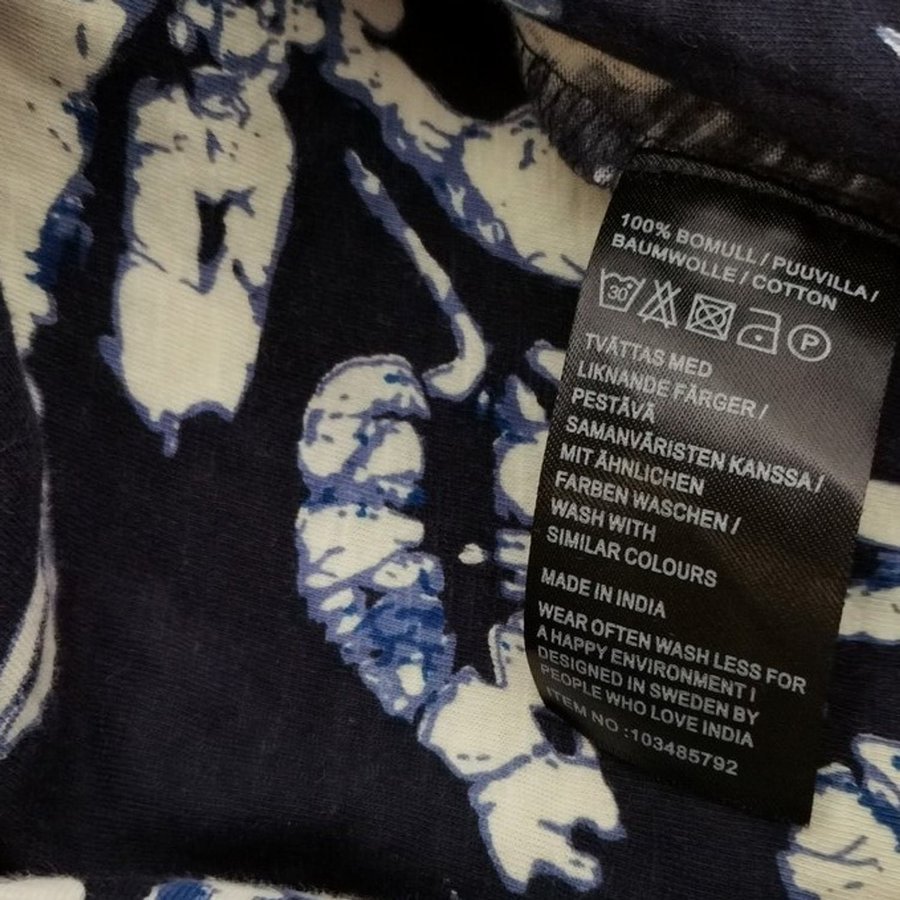 100% BOMULL / PUUVILLA /
BAUMWOLLE / COTTON
30 P
TVÄTTAS MED
LIKNANDE FÄRGER /
PESTÄVÄ
SAMANVÄRISTEN KANSSA /
MIT ÄHNLICHEN
FARBEN WASCHEN /
WASH WITH
SIMILAR COLOURS
MADE IN INDIA
WEAR OFTEN WASH LESS FOR
A HAPPY ENVIRONMENT I
DESIGNED IN SWEDEN BY
PEOPLE WHO LOVE INDIA
ITEM NO :103485792